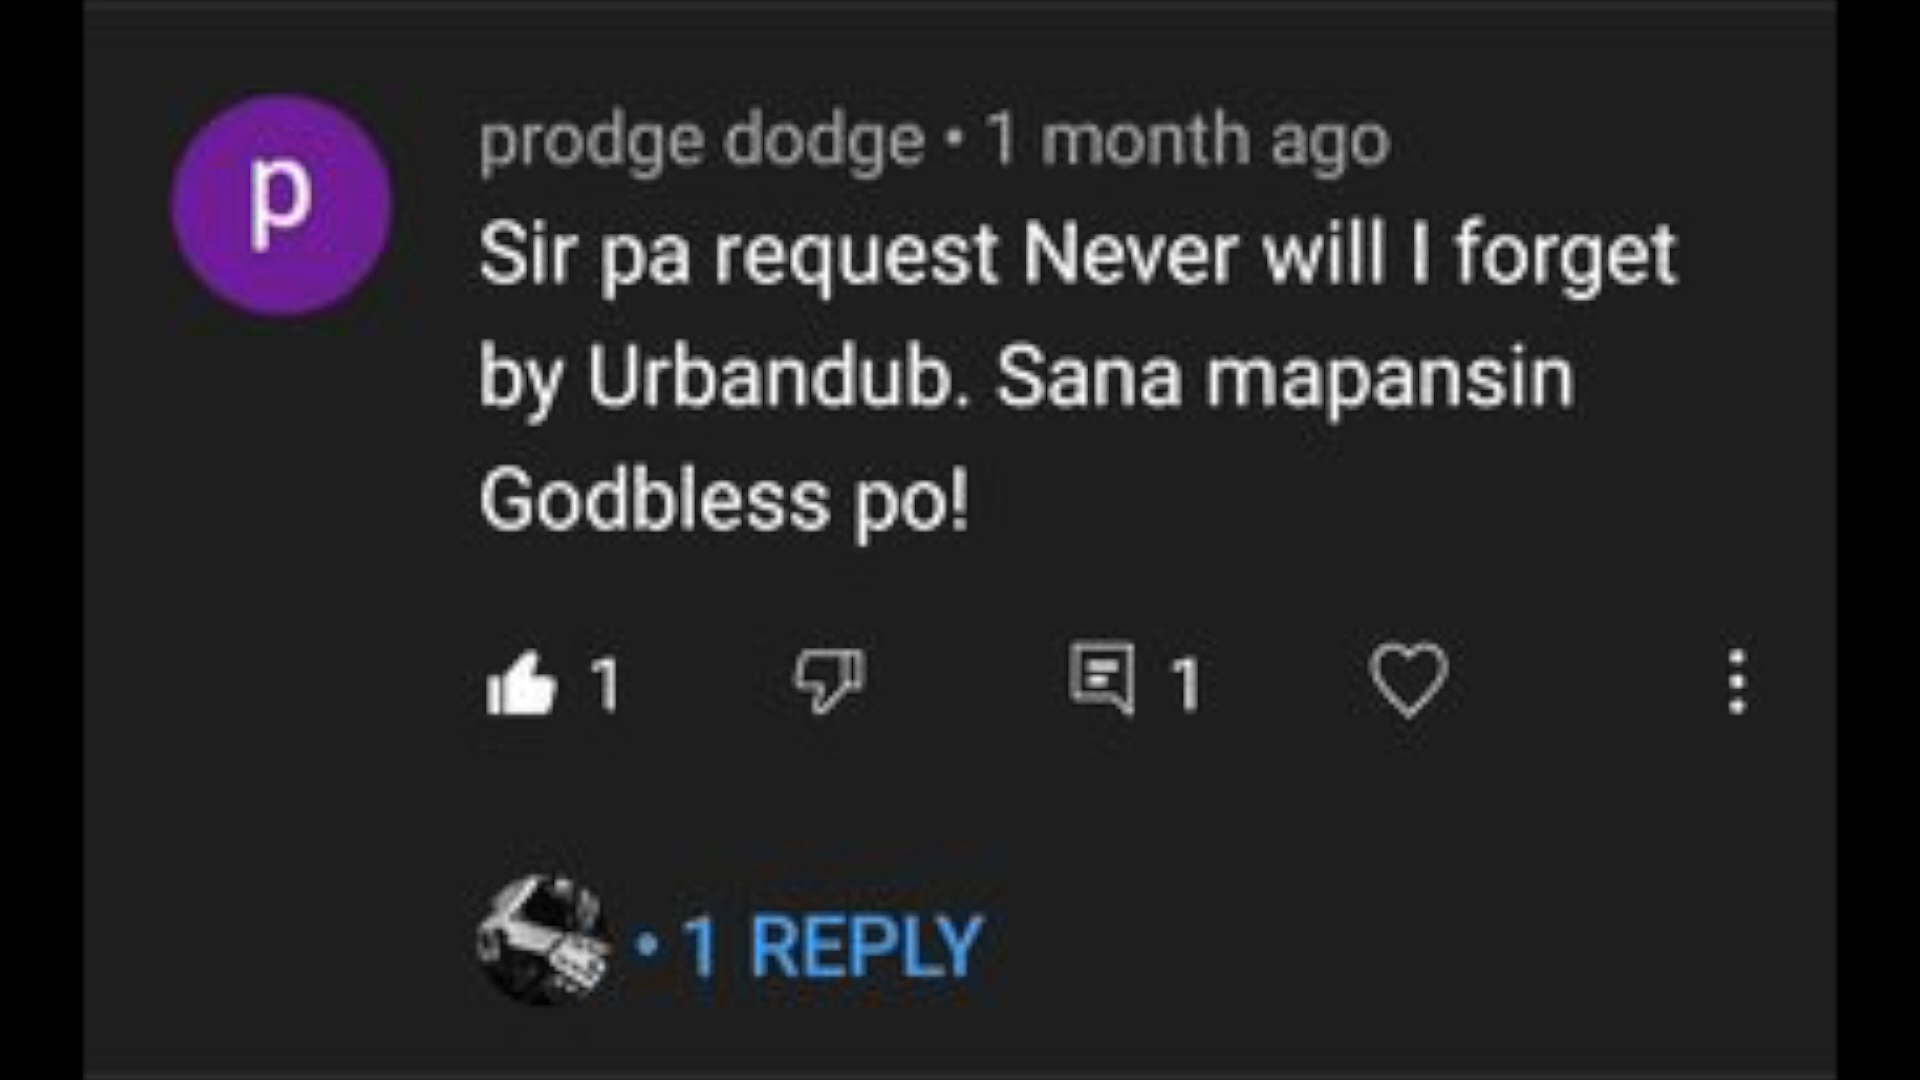 p
prodge dodge • 1 month ago
Sir pa request Never will I forget
by Urbandub. Sana mapansin
Godbless po!
1 1
• 1 REPLY